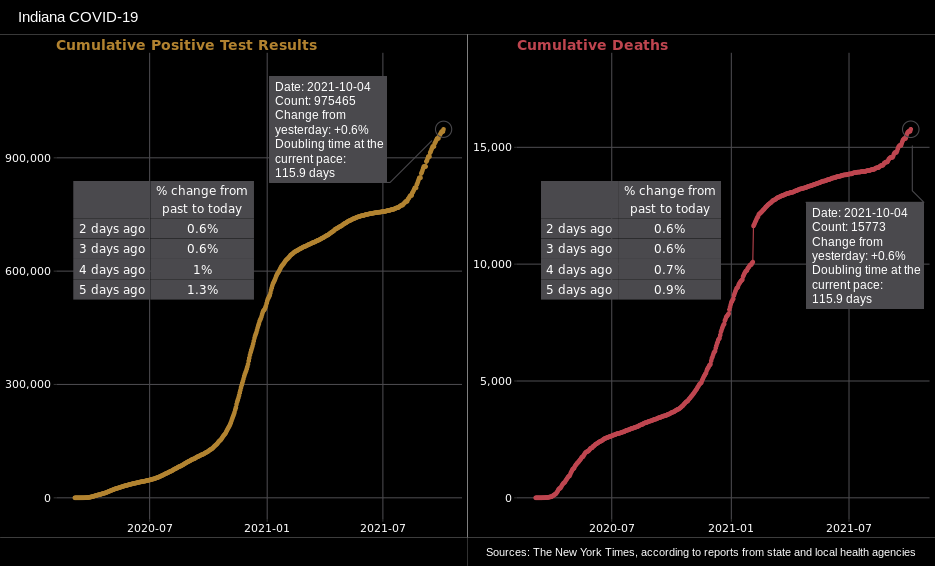 Indiana COVID-19
Cumulative Positive Test Results
Date: 2021-10-04
Count: 975465
Change from
yesterday: +0.6%
Doubling time at the
current pace:
115.9 days
900,000
600,000
300,000
0
% change from
past to today
2 days ago 0.6%
3 days ago 0.6%
4 days ago 1%
5 days ago 1.3%
2020-07 2021-01 2021-07
Cumulative Deaths
15,000
10,000
5,000
0
% change from
past to today
2 days ago 0.6%
3 days ago 0.6%
4 days ago 0.7%
5 days ago 0.9%
Date: 2021-10-04
Count: 15773
Change from
yesterday: +0.6%
Doubling time at the
current pace:
115.9 days
2020-07 2021-01 2021-07
Sources: The New York Times, according to reports from state and local health agencies